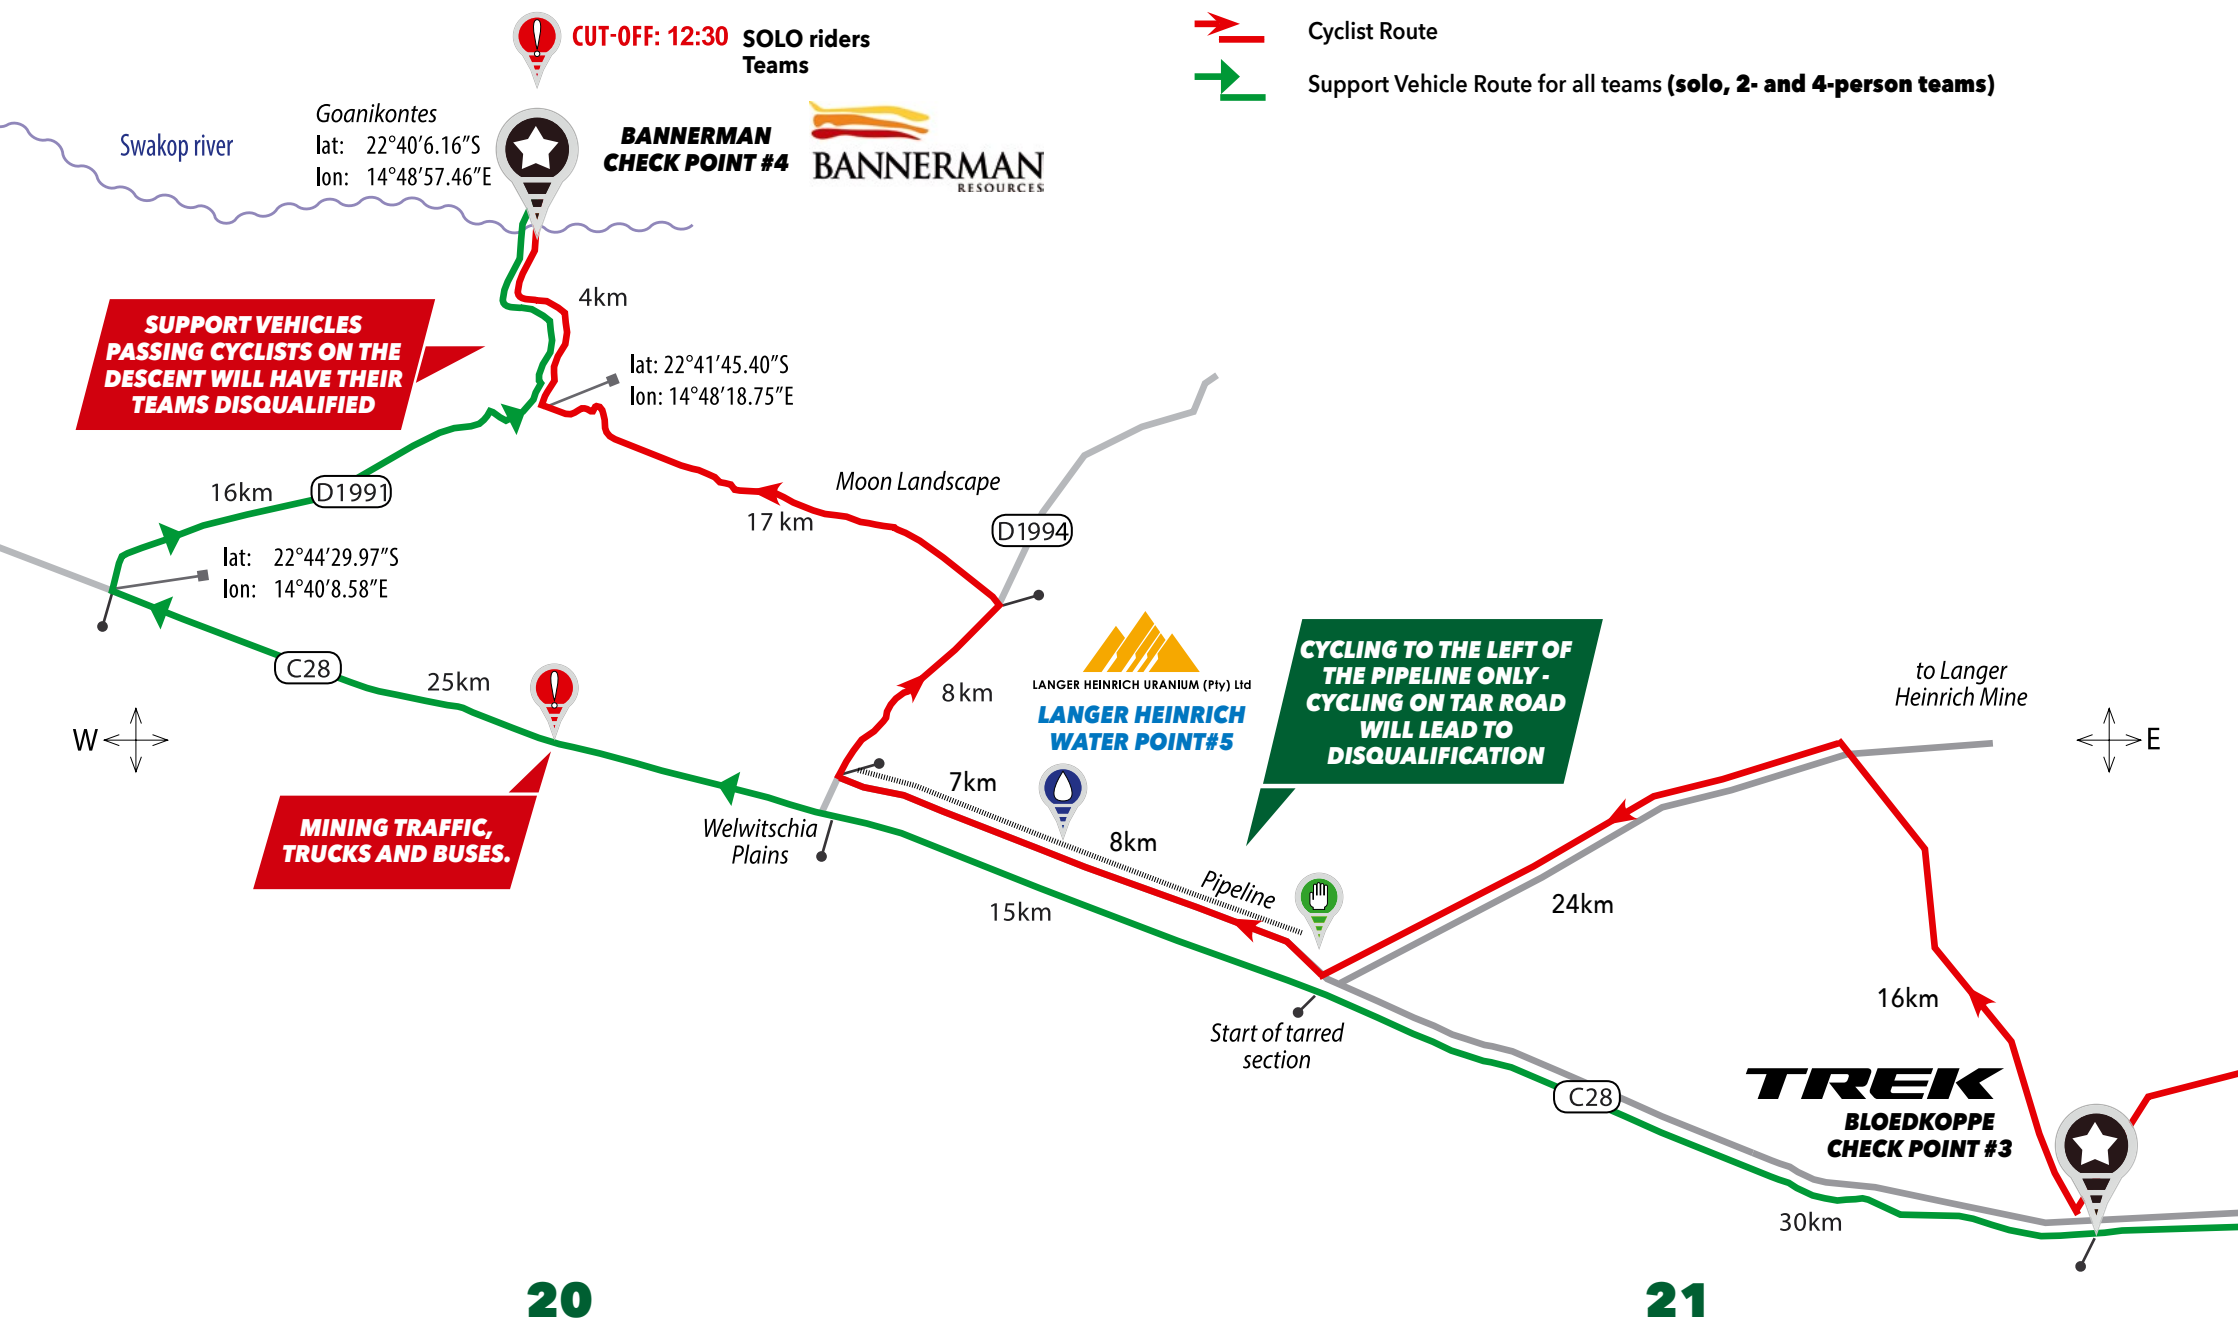 CUT-OFF: 12:30 SOLO riders
Teams
Cyclist Route
Support Vehicle Route for all teams (solo, 2- and 4-person teams)
Swakop river
Goanikontes
lat: 22°40’6.16”S
lon: 14°48’57.46”E
BANNERMAN
CHECK POINT #4
BANNERMAN
RESOURCES
4km
SUPPORT VEHICLES
PASSING CYCLISTS ON THE
DESCENT WILL HAVE THEIR
TEAMS DISQUALIFIED
lat: 22°41’45.40”S
lon: 14°48’18.75”E
16km
D1991
Moon Landscape
17 km
D1994
lat: 22°44’29.97”S
lon: 14°40’8.58”E
C28
25km
8km
LANGER HEINRICH URANIUM (Pty) Ltd
LANGER HEINRICH
WATER POINT#5
CYCLING TO THE LEFT OF
THE PIPELINE ONLY -
CYCLING ON TAR ROAD
WILL LEAD TO
DISQUALIFICATION
to Langer
Heinrich Mine
W
E
MINING TRAFFIC,
TRUCKS AND BUSES.
Welwitschia
Plains
7km
8km
Pipeline
15km
24km
16km
Start of tarred
section
C28
TREK
BLOEDKOPPE
CHECK POINT #3
30km
20
21